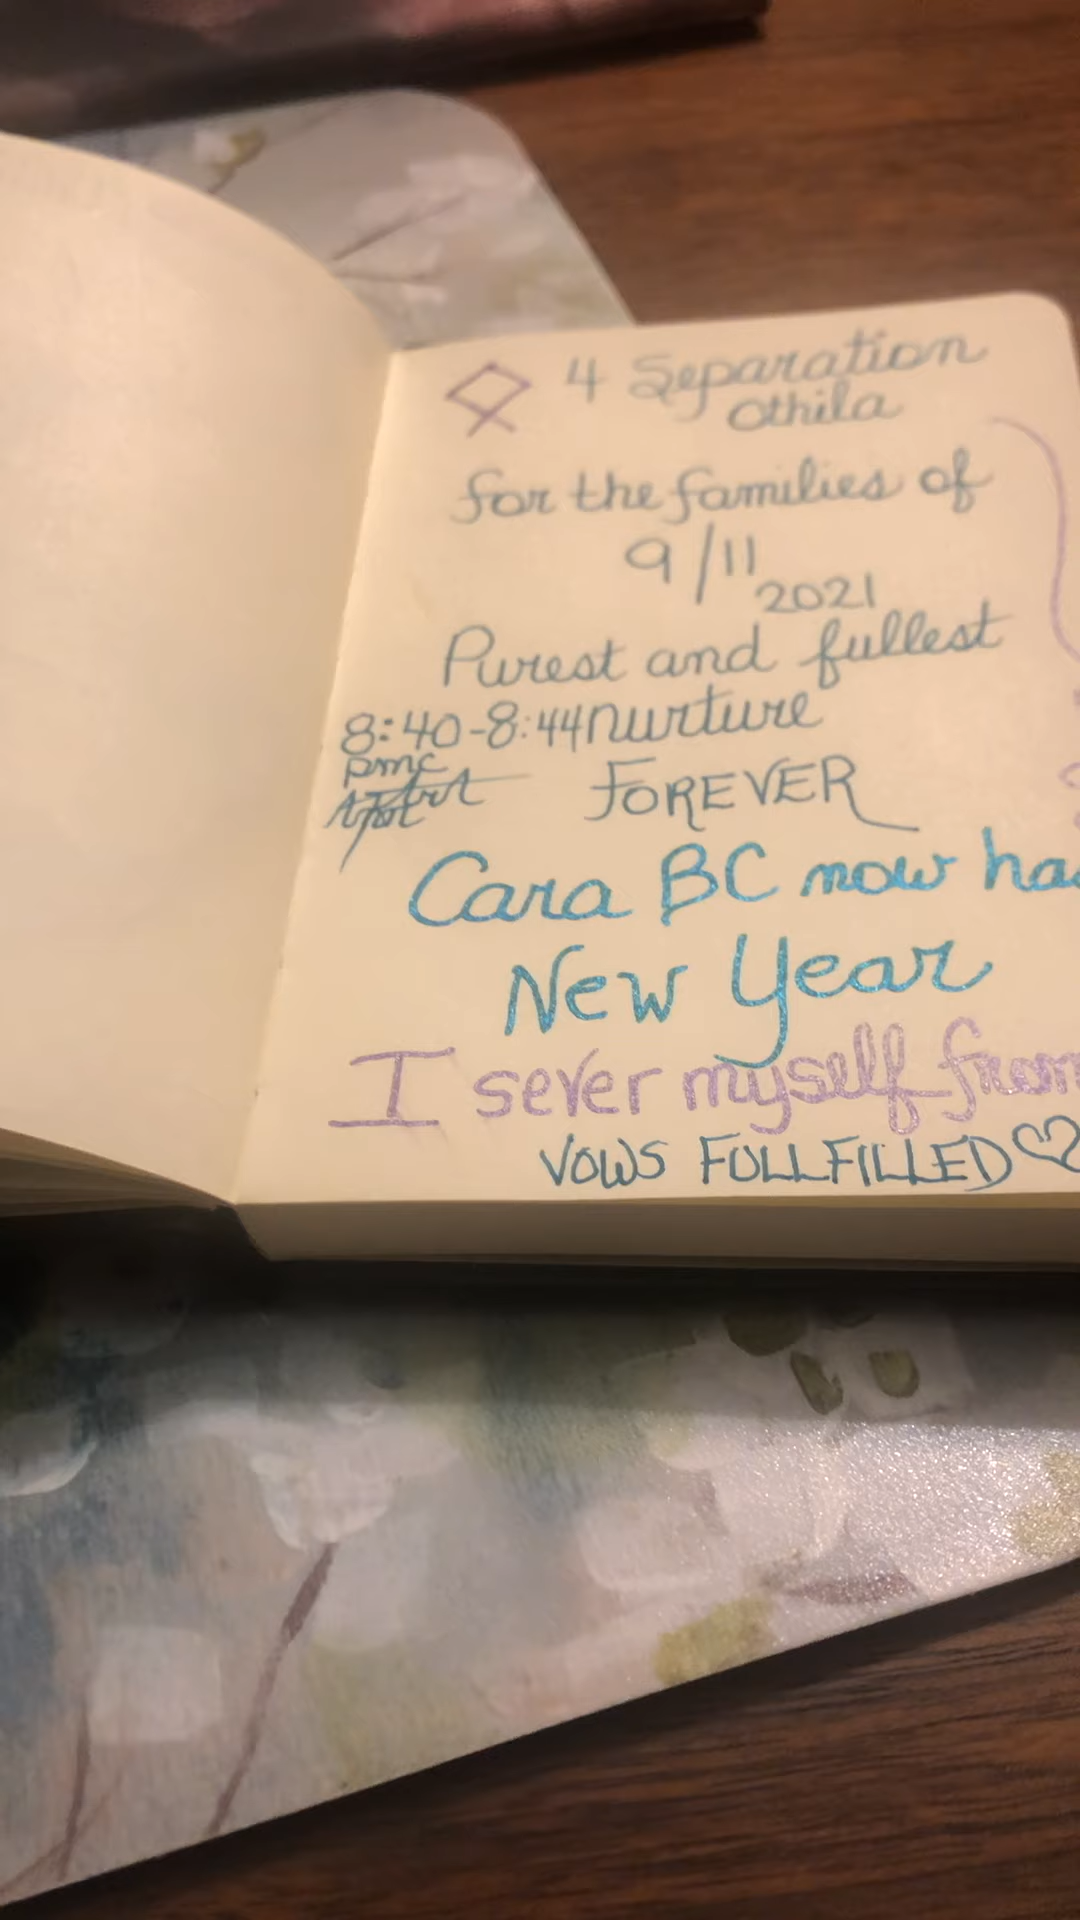 4 Separation
Othila
for the families of
9/11
2021
Purest and fullest
8:40-8:44 nurture
pmc
FOREVER
Cara BC now has
New Year
I sever myself from
VOWS FULLFILLED